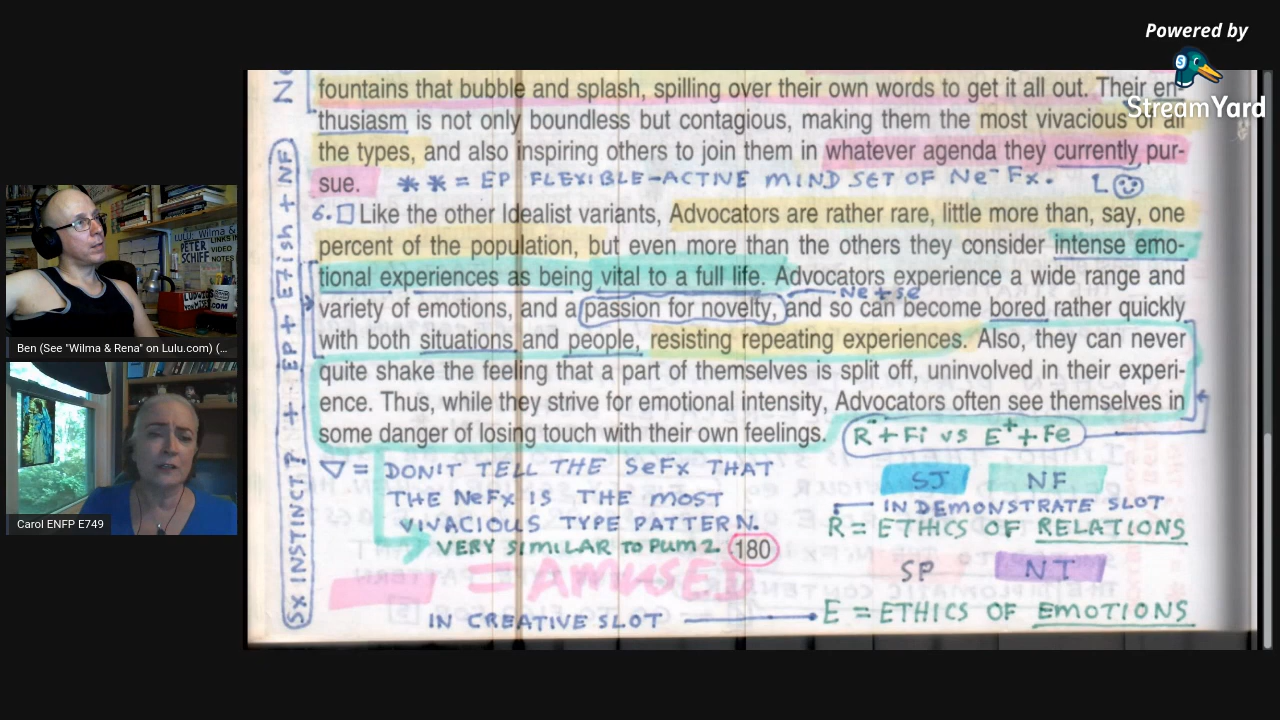 Powered by
StreamYard
fountains that bubble and splash, spilling over their own words to get it all out. Their en-
thusiasm is not only boundless but contagious, making them the most vivacious of all
the types, and also inspiring others to join them in whatever agenda they currently pur-
sue. ** = EP FLEXIBLE-ACTIVE MIND SET OF Ne-Fx. L
6. Like the other Idealist variants, Advocators are rather rare, little more than, say, one
percent of the population, but even more than the others they consider intense emo-
tional experiences as being vital to a full life. Advocators experience a wide range and
Ne+se
variety of emotions, and a passion for novelty, and so can become bored rather quickly
with both situations and people, resisting repeating experiences. Also, they can never
quite shake the feeling that a part of themselves is split off, uninvolved in their experi-
ence. Thus, while they strive for emotional intensity, Advocators often see themselves in
some danger of losing touch with their own feelings. R+Fi vs E++Fe
▽ = DON'T TELL THE SeFx THAT
THE NeFx IS THE MOST
VIVACIOUS TYPE PATTERN.
VERY SIMILAR TO PUM 2. 180
= AMUSED
IN CREATIVE SLOT
SJ NF
IN DEMONSTRATE SLOT
R = ETHICS OF RELATIONS
SP NT
E = ETHICS OF EMOTIONS
Sx INSTINCT? + EP + E7ish + NF
Ne
LULU: Wilma &
PETER
SCHIFF
LINKS IN
VIDEO
NOTES
Ben (See "Wilma & Rena" on Lulu.com) (...
Carol ENFP E749